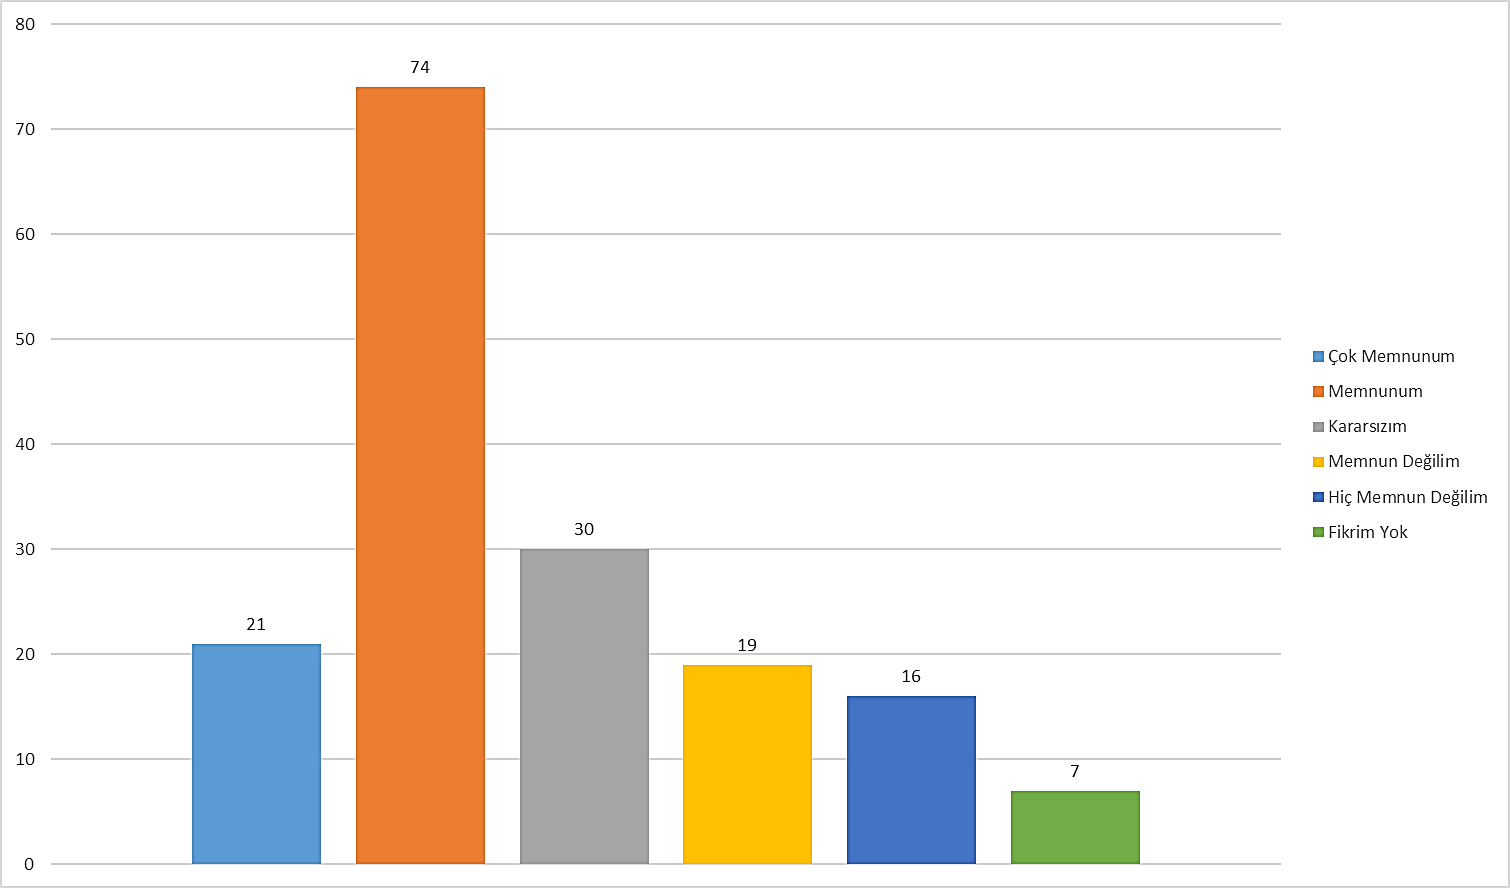 80
70
60
50
40
30
20
10
0
21
74
30
19
16
7
Çok Memnunum
Memnunum
Kararsızım
Memnun Değilim
Hiç Memnun Değilim
Fikrim Yok